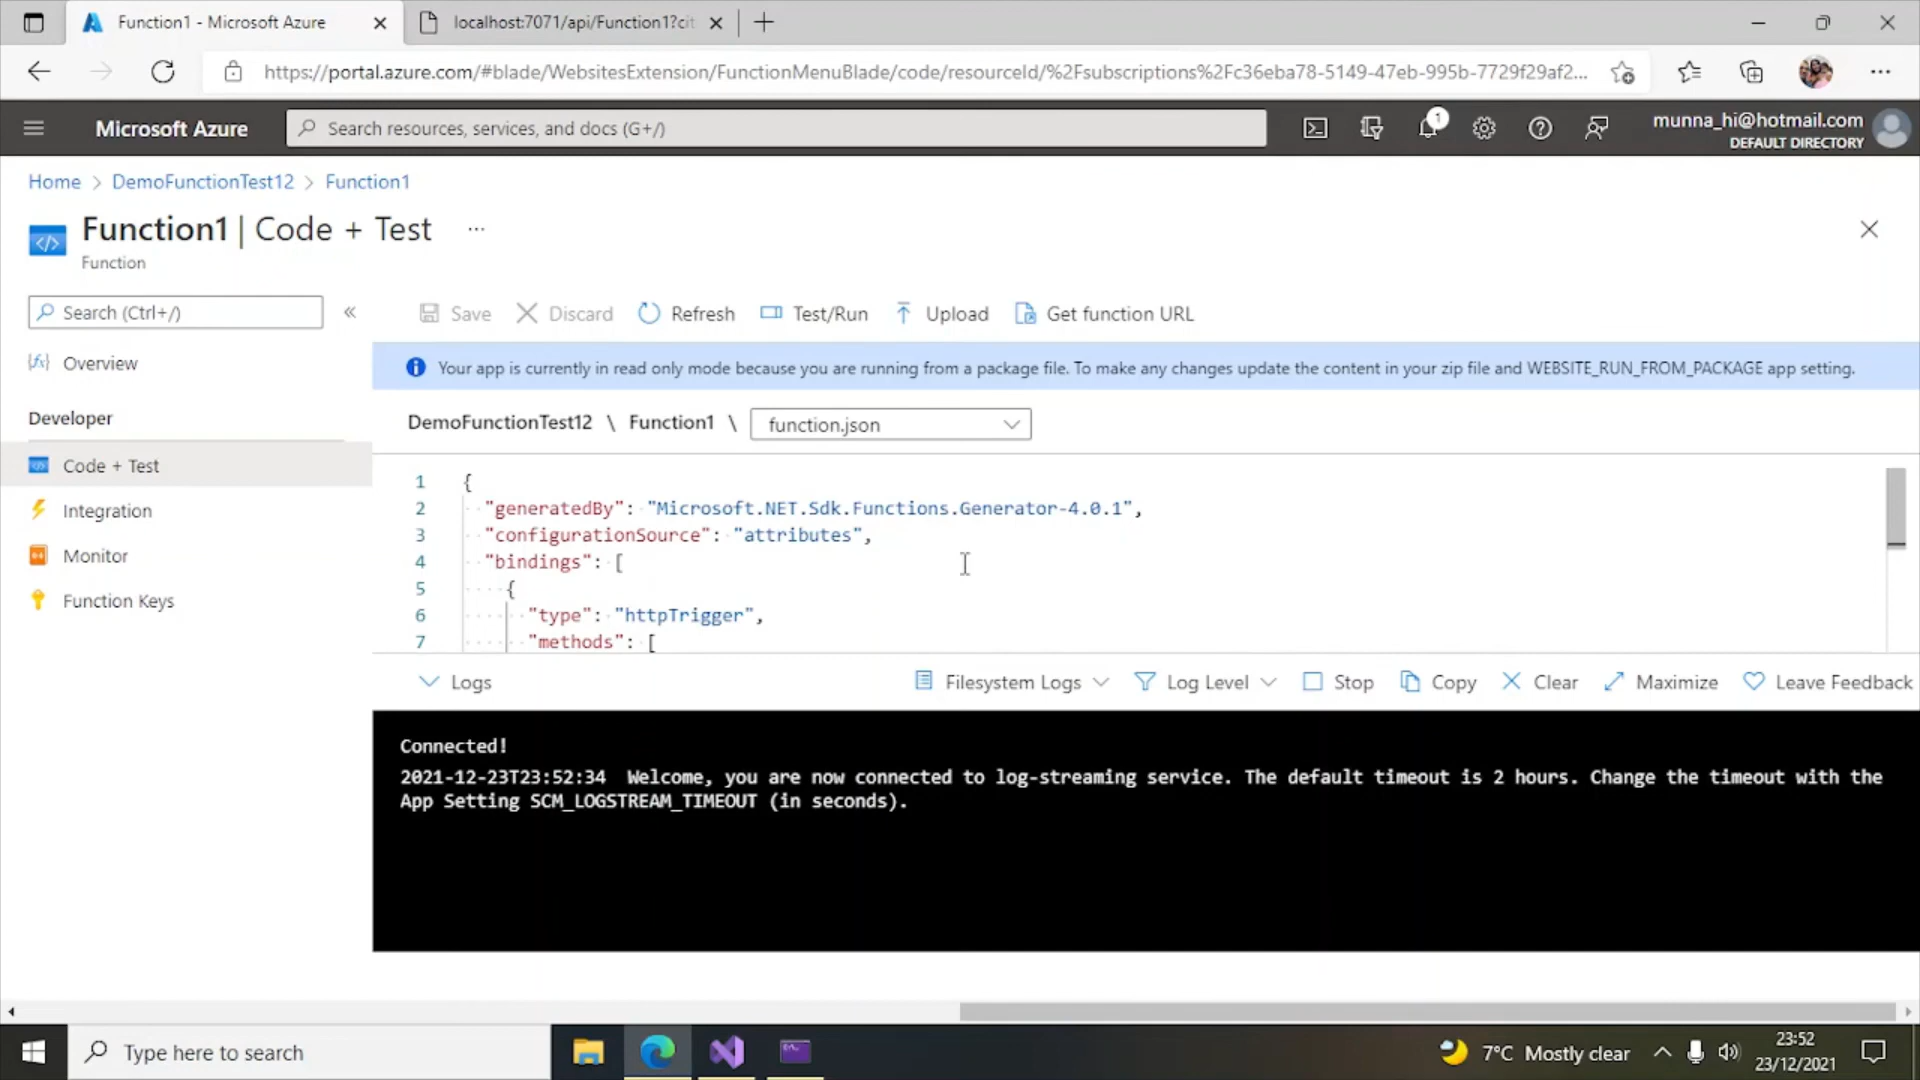 Function1 - Microsoft Azure
localhost:7071/api/Function1?cit
https://portal.azure.com/#blade/WebsitesExtension/FunctionMenuBlade/code/resourceId/%2Fsubscriptions%2Fc36eba78-5149-47eb-995b-7729f29af2...
Microsoft Azure
Search resources, services, and docs (G+/)
1
munna_hi@hotmail.com
DEFAULT DIRECTORY
Home > DemoFunctionTest12 > Function1
Function1 | Code + Test ...
Function
Search (Ctrl+/)
«
Save
Discard
Refresh
Test/Run
Upload
Get function URL
Overview
Developer
Code + Test
Integration
Monitor
Function Keys
Your app is currently in read only mode because you are running from a package file. To make any changes update the content in your zip file and WEBSITE_RUN_FROM_PACKAGE app setting.
DemoFunctionTest12 \ Function1 \ function.json
1 {
2 "generatedBy": "Microsoft.NET.Sdk.Functions.Generator-4.0.1",
3 "configurationSource": "attributes",
4 "bindings": [
5 {
6 "type": "httpTrigger",
7 "methods": [
Logs
Filesystem Logs
Log Level
Stop
Copy
Clear
Maximize
Leave Feedback
Connected!
2021-12-23T23:52:34 Welcome, you are now connected to log-streaming service. The default timeout is 2 hours. Change the timeout with the
App Setting SCM_LOGSTREAM_TIMEOUT (in seconds).
Type here to search
7°C Mostly clear
23:52
23/12/2021